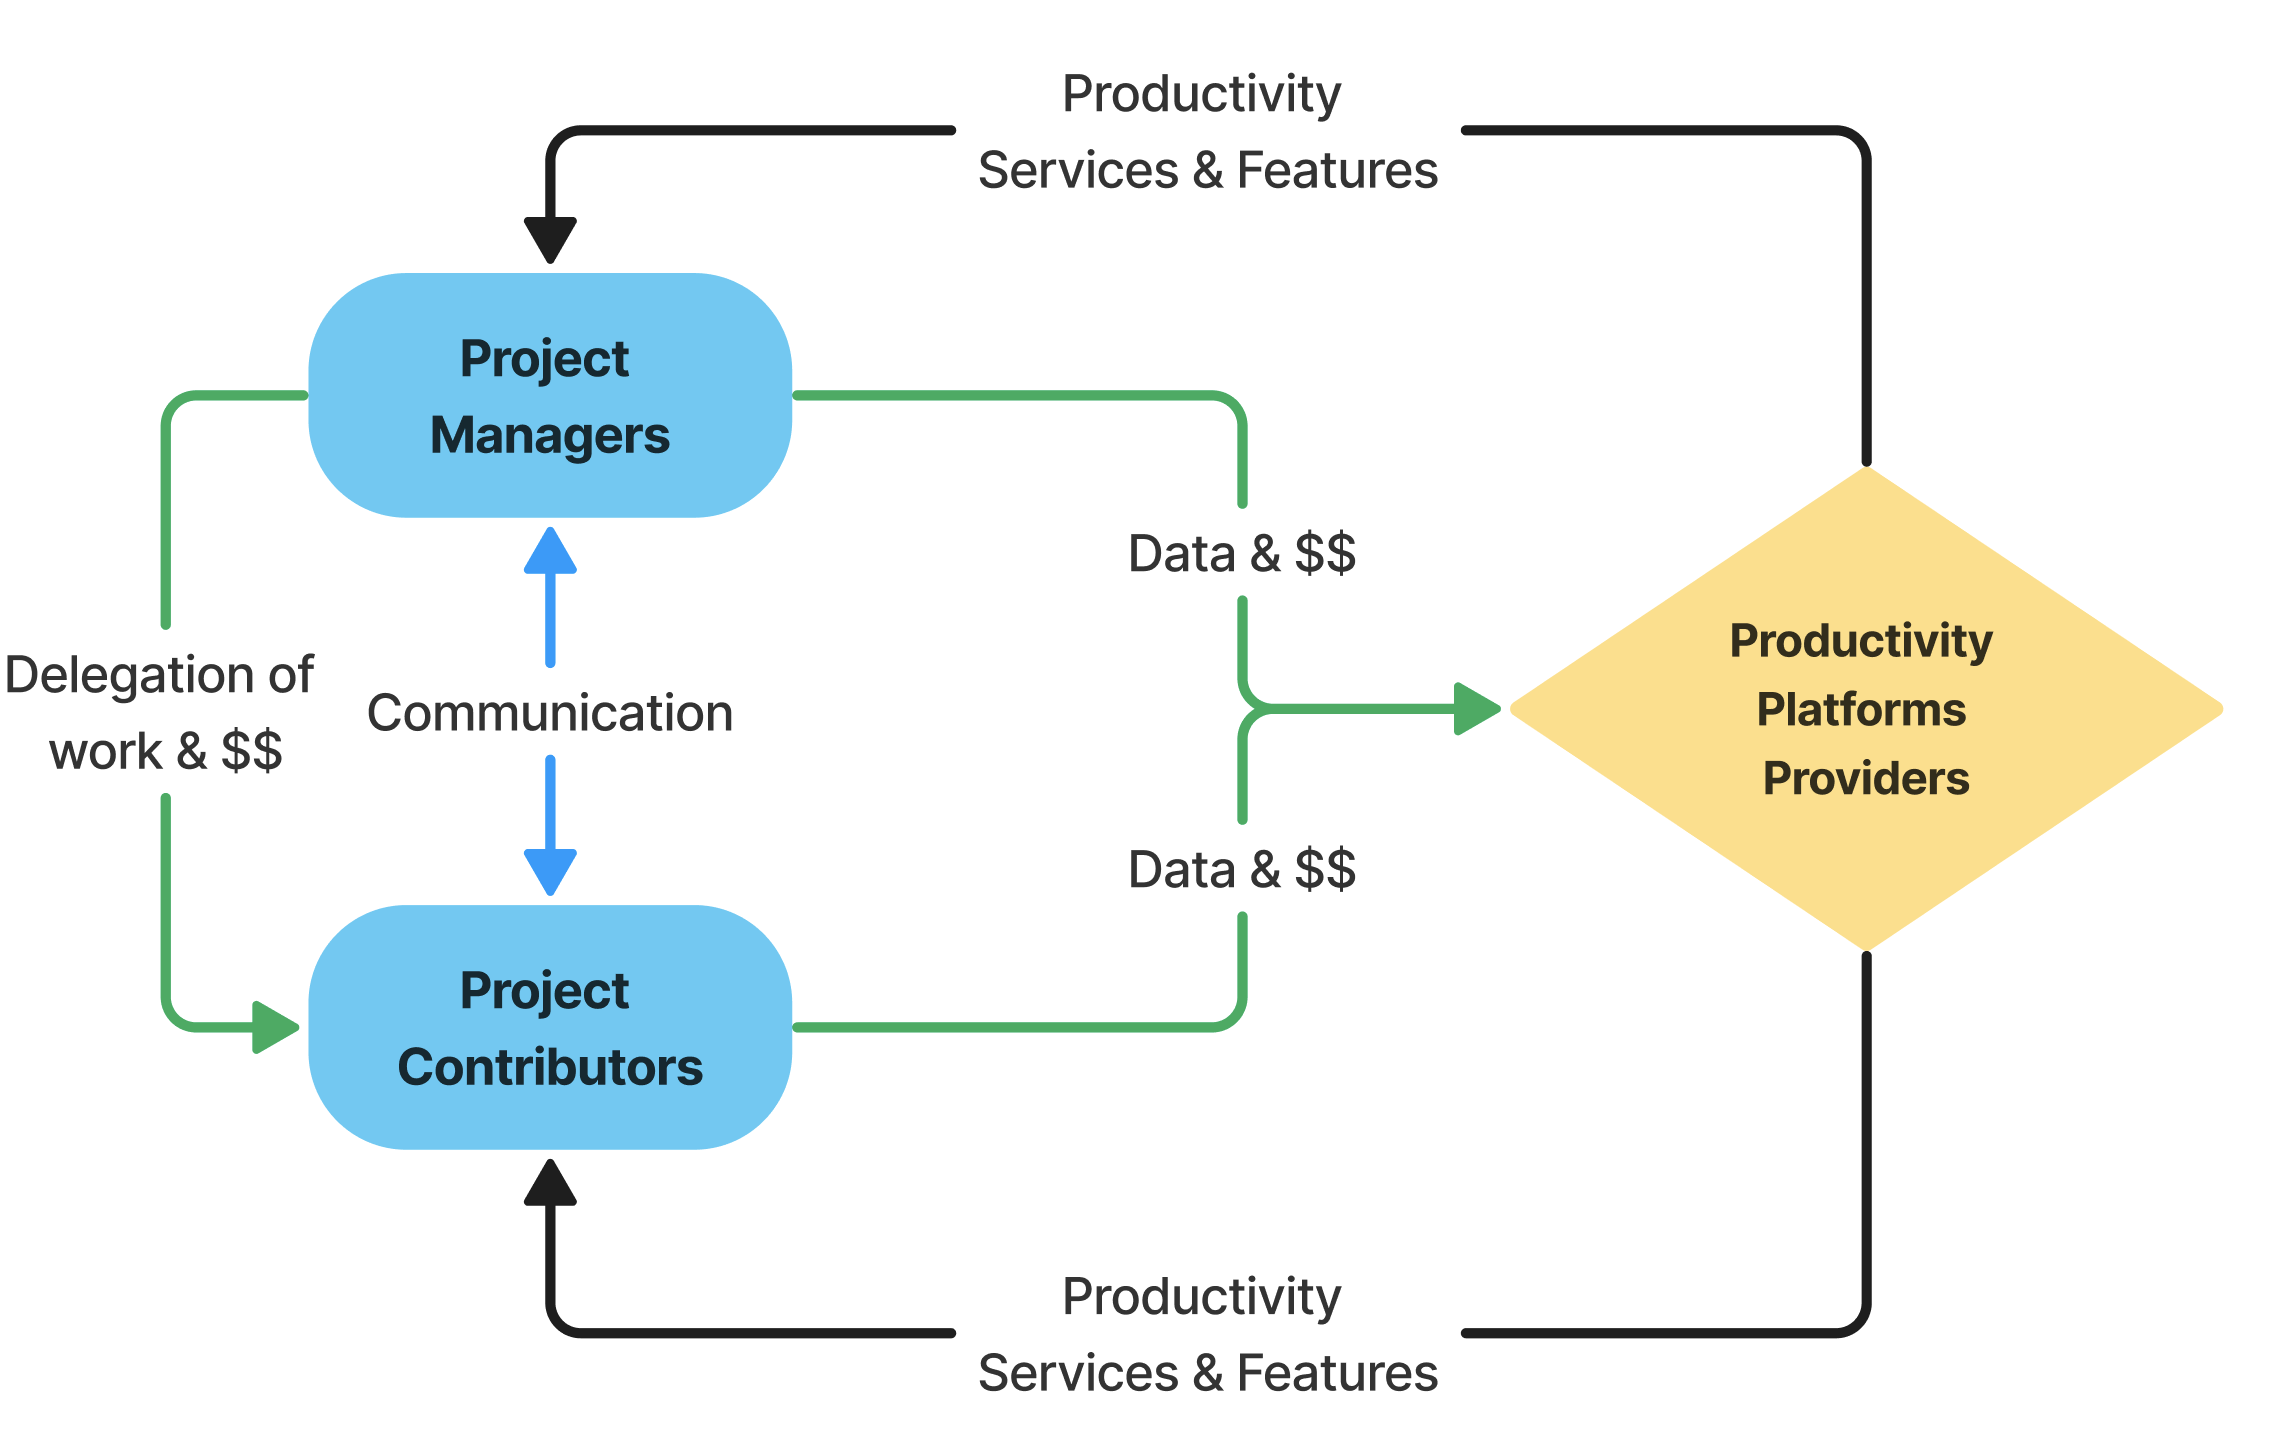 Productivity
Services & Features
Project
Managers
Data & $$
Delegation of
work & $$
Communication
Productivity
Platforms
Providers
Data & $$
Project
Contributors
Productivity
Services & Features